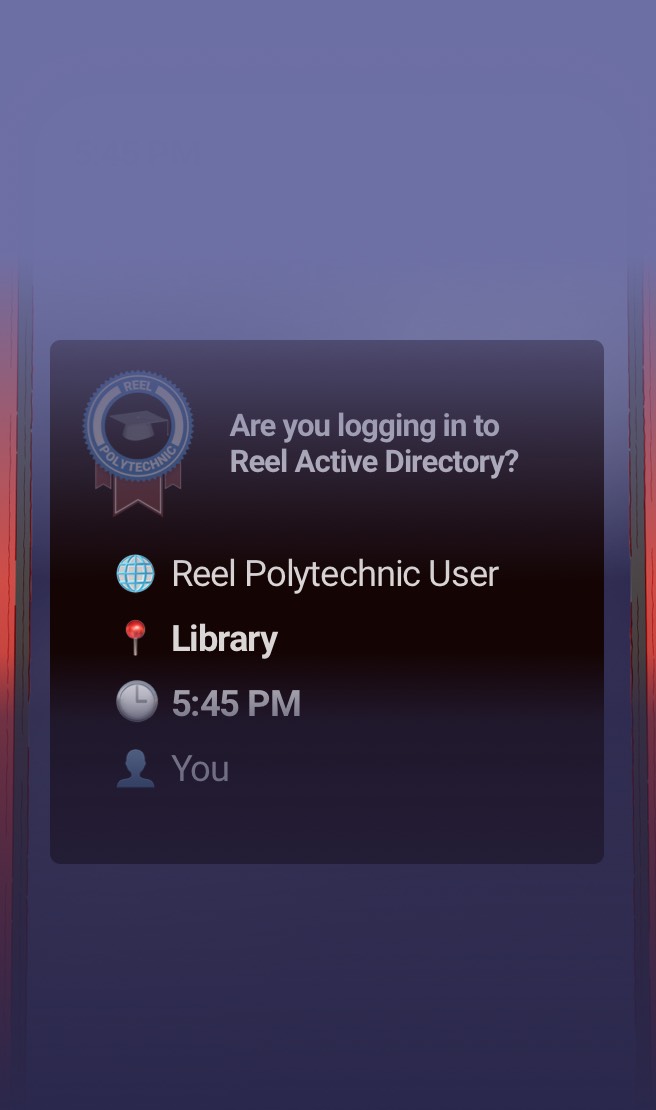 REEL
POLYTECHNIC
Are you logging in to
Reel Active Directory?
Reel Polytechnic User
Library
5:45 PM
You